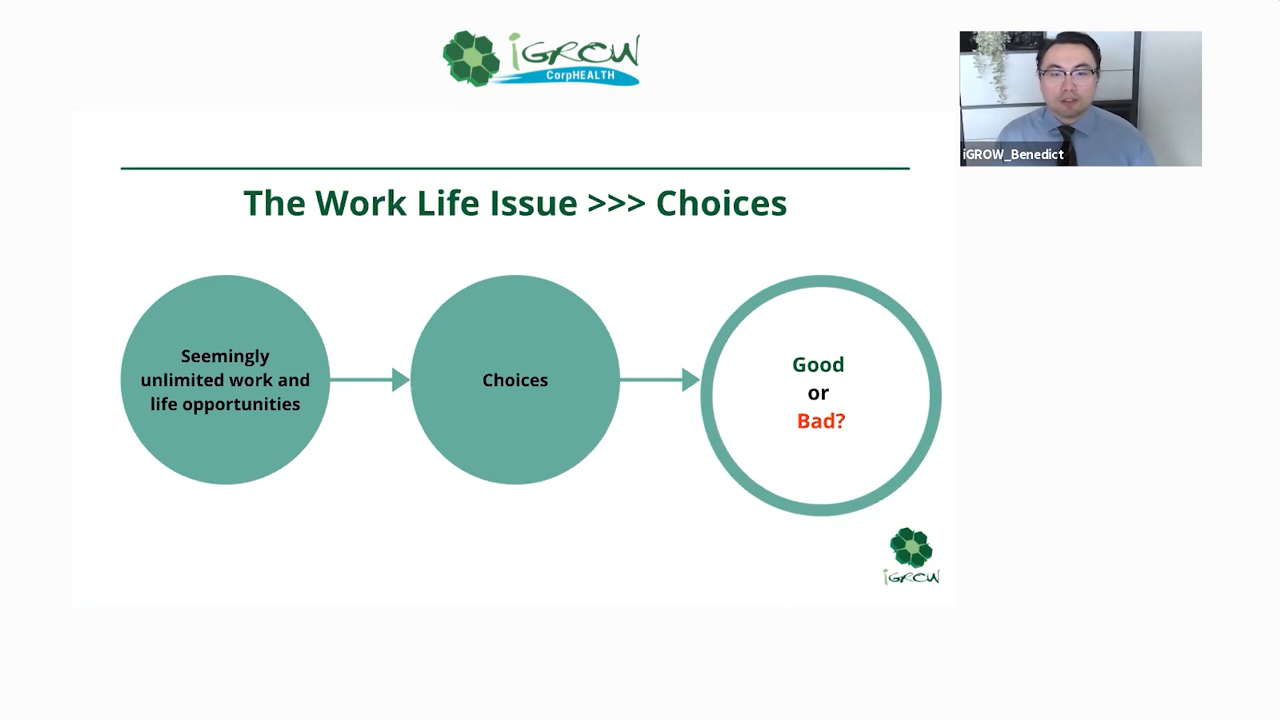 iGROW
CorpHEALTH
iGROW_Benedict
The Work Life Issue >>> Choices
Seemingly
unlimited work and
life opportunities
Choices
Good
or
Bad?
iGROW